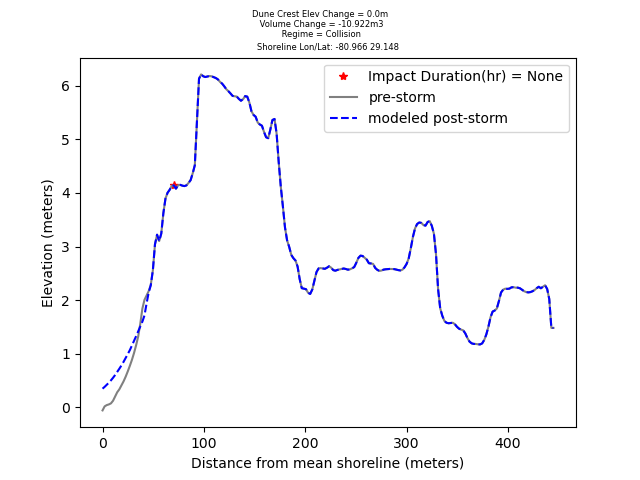 Dune Crest Elev Change = 0.0m
Volume Change = -10.922m3
Regime = Collision
Shoreline Lon/Lat: -80.966 29.148
Impact Duration(hr) = None
pre-storm
modeled post-storm
Elevation (meters)
6
5
4
3
2
1
0
0 100 200 300 400
Distance from mean shoreline (meters)